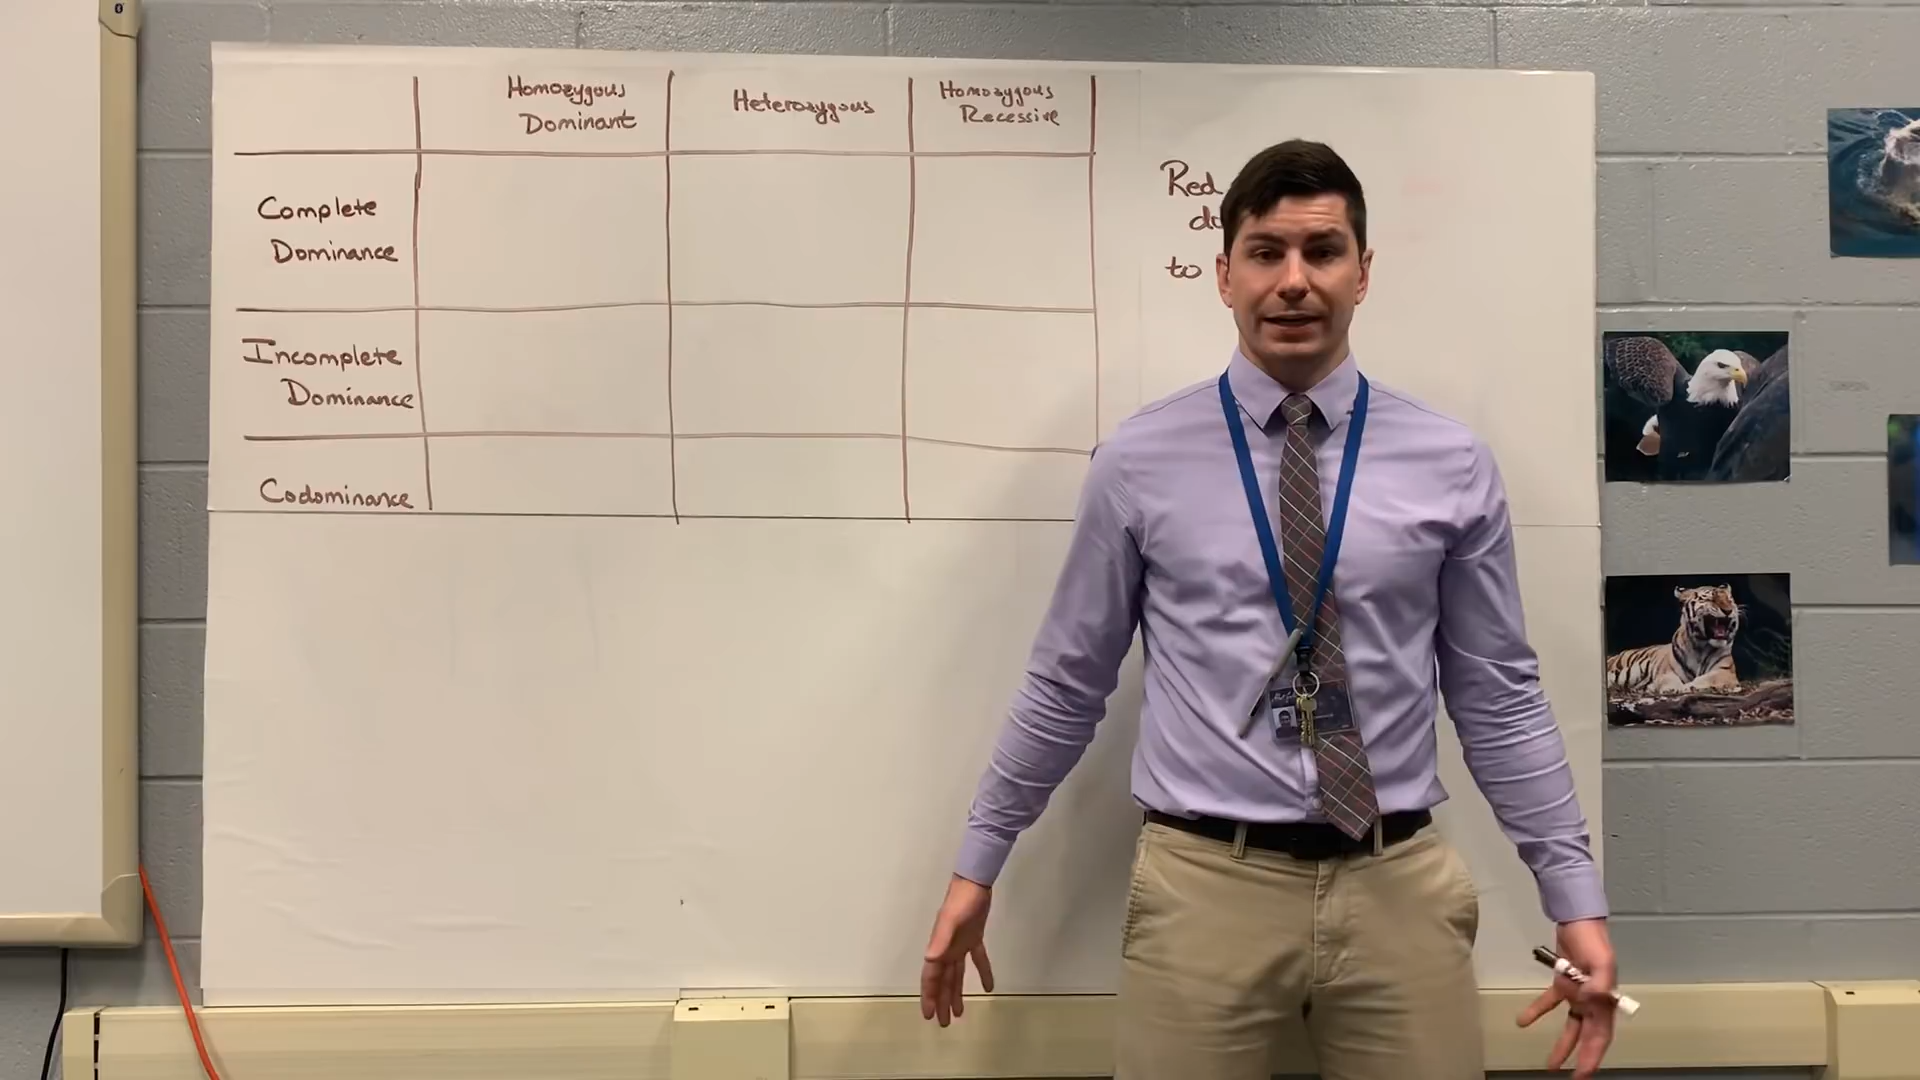 Homozygous
Dominant
Heterozygous
Homozygous
Recessive
Complete
Dominance
Incomplete
Dominance
Codominance
Red
to